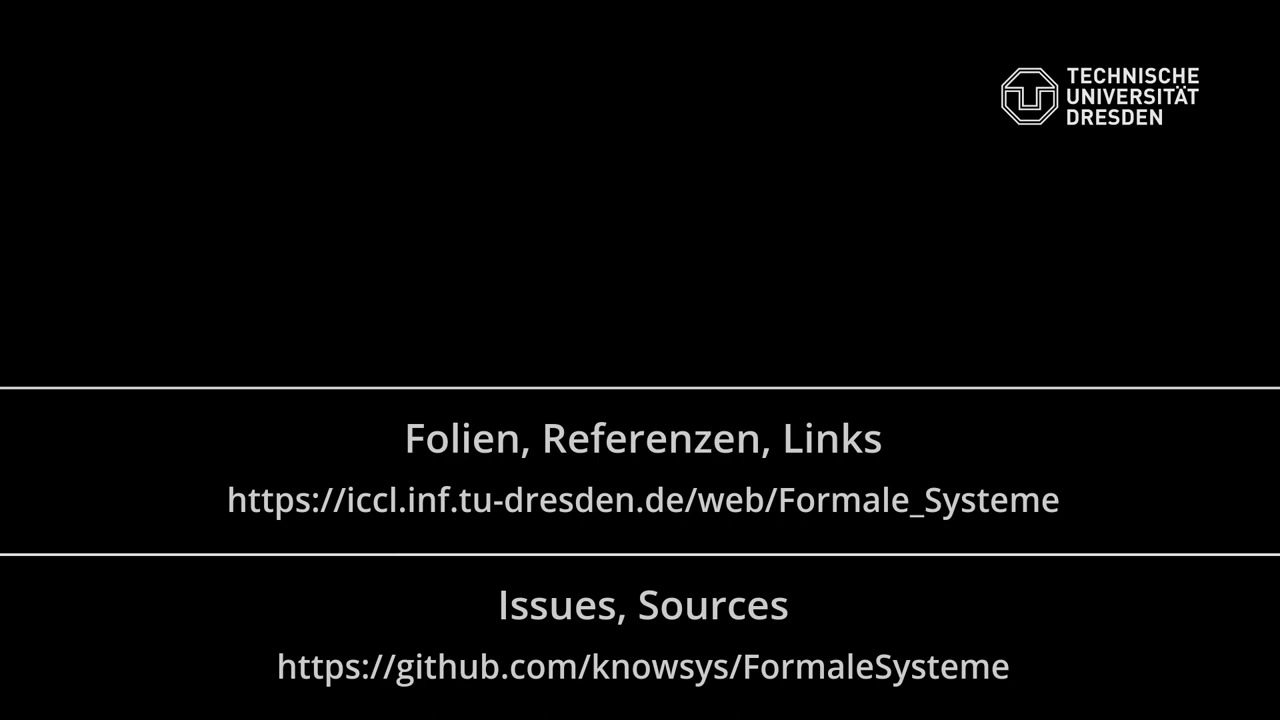 TECHNISCHE
UNIVERSITÄT
DRESDEN
Folien, Referenzen, Links
https://iccl.inf.tu-dresden.de/web/Formale_Systeme
Issues, Sources
https://github.com/knowsys/FormaleSysteme